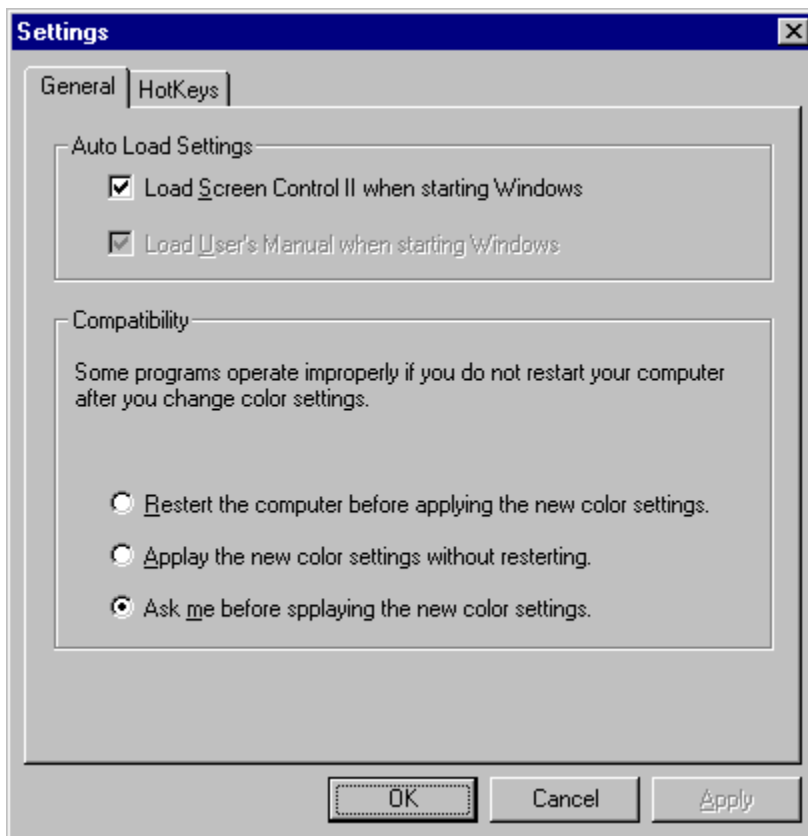 Settings
General
HotKeys
Auto Load Settings
Load Screen Control II when starting Windows
Load User's Manual when starting Windows
Compatibility
Some programs operate improperly if you do not restart your computer
after you change color settings.
Restert the computer before applying the new color settings.
Applay the new color settings without resterting.
Ask me before spplaying the new color settings.
OK
Cancel
Apply